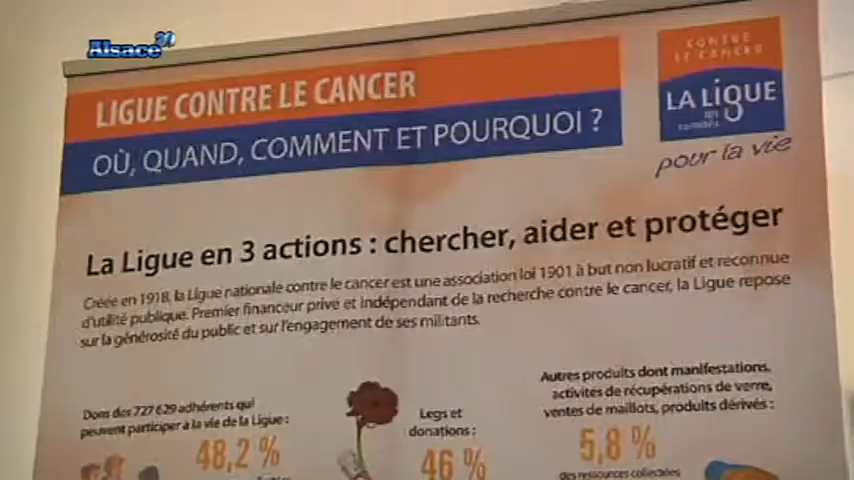 Alsace20
LIGUE CONTRE LE CANCER
OÙ, QUAND, COMMENT ET POURQUOI ?
CONTRE
LE CANCER
LA LIGUE
pour la vie
La Ligue en 3 actions : chercher, aider et protéger
Créée en 1918, la Ligue nationale contre le cancer est une association loi 1901 à but non lucratif et reconnue
d'utilité publique. Premier financeur privé et indépendant de la recherche contre le cancer, la Ligue repose
sur la générosité du public et sur l'engagement de ses militants.
Dons des 727 629 adhérents qui
peuvent participer à la vie de la Ligue :
48,2 %
Legs et
donations :
46 %
Autres produits dont manifestations,
activités de récupérations de verre,
ventes de maillots, produits dérivés :
5,8 %
des ressources collectées